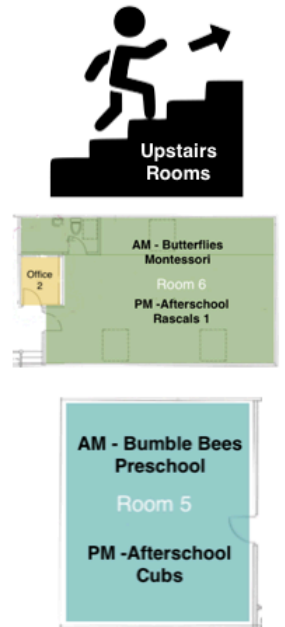 Upstairs
Rooms
AM - Butterflies
Montessori
Office
2
Room 6
PM -Afterschool
Rascals 1
AM - Bumble Bees
Preschool
Room 5
PM -Afterschool
Cubs